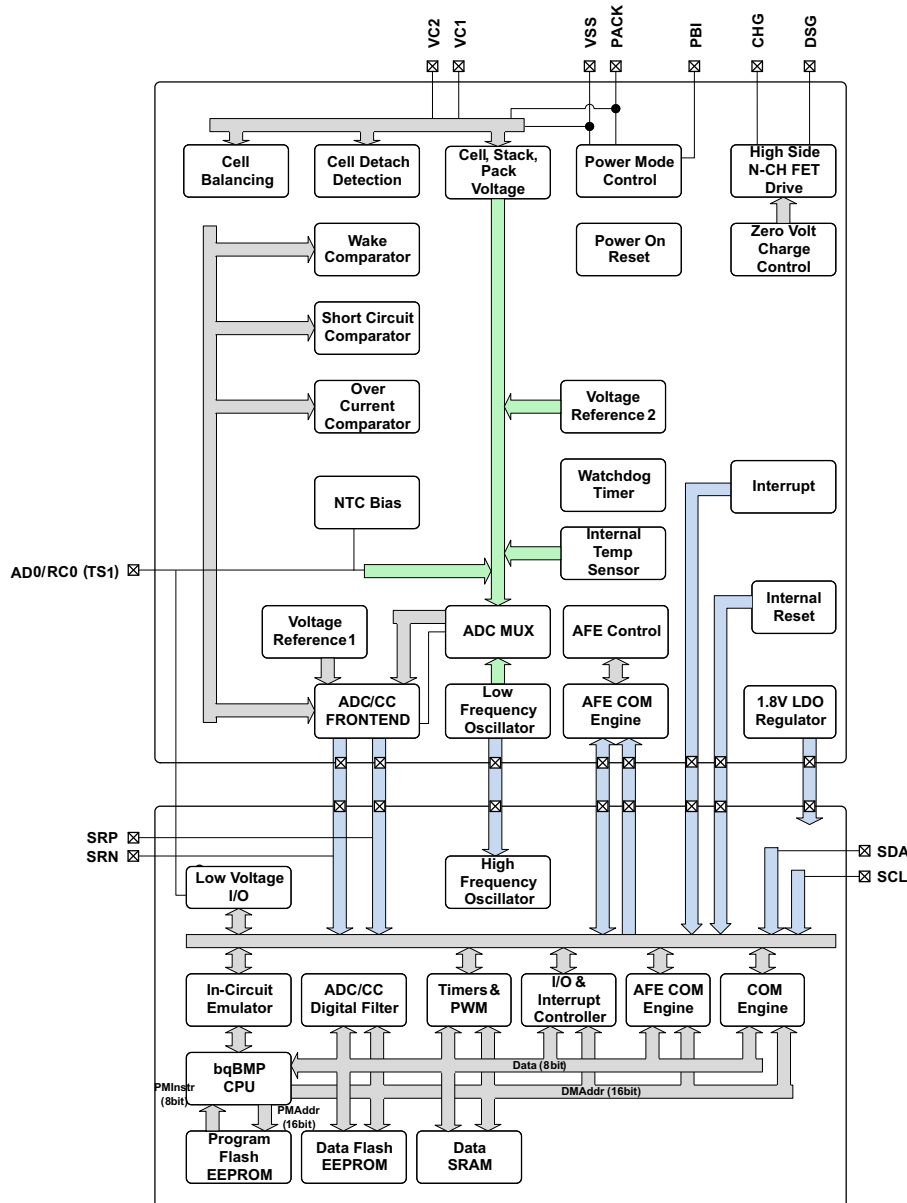 VC2
VC1
VSS
PACK
PBI
CHG
DSG
Cell
Balancing
Cell Detach
Detection
Cell, Stack,
Pack
Voltage
Power Mode
Control
High Side
N-CH FET
Drive
Wake
Comparator
Power On
Reset
Zero Volt
Charge
Control
Short Circuit
Comparator
Over
Current
Comparator
Voltage
Reference 2
NTC Bias
Watchdog
Timer
Interrupt
AD0/RC0 (TS1)
Internal
Temp
Sensor
Voltage
Reference 1
ADC MUX
AFE Control
Internal
Reset
ADC/CC
FRONTEND
Low
Frequency
Oscillator
AFE COM
Engine
1.8V LDO
Regulator
SRP
SRN
SDA
SCL
Low Voltage
I/O
High
Frequency
Oscillator
In-Circuit
Emulator
ADC/CC
Digital Filter
Timers &
PWM
I/O &
Interrupt
Controller
AFE COM
Engine
COM
Engine
bqBMP
CPU
Data (8bit)
DMAddr (16bit)
PMInstr
(8bit)
PMAddr
(16bit)
Program
Flash
EEPROM
Data Flash
EEPROM
Data
SRAM